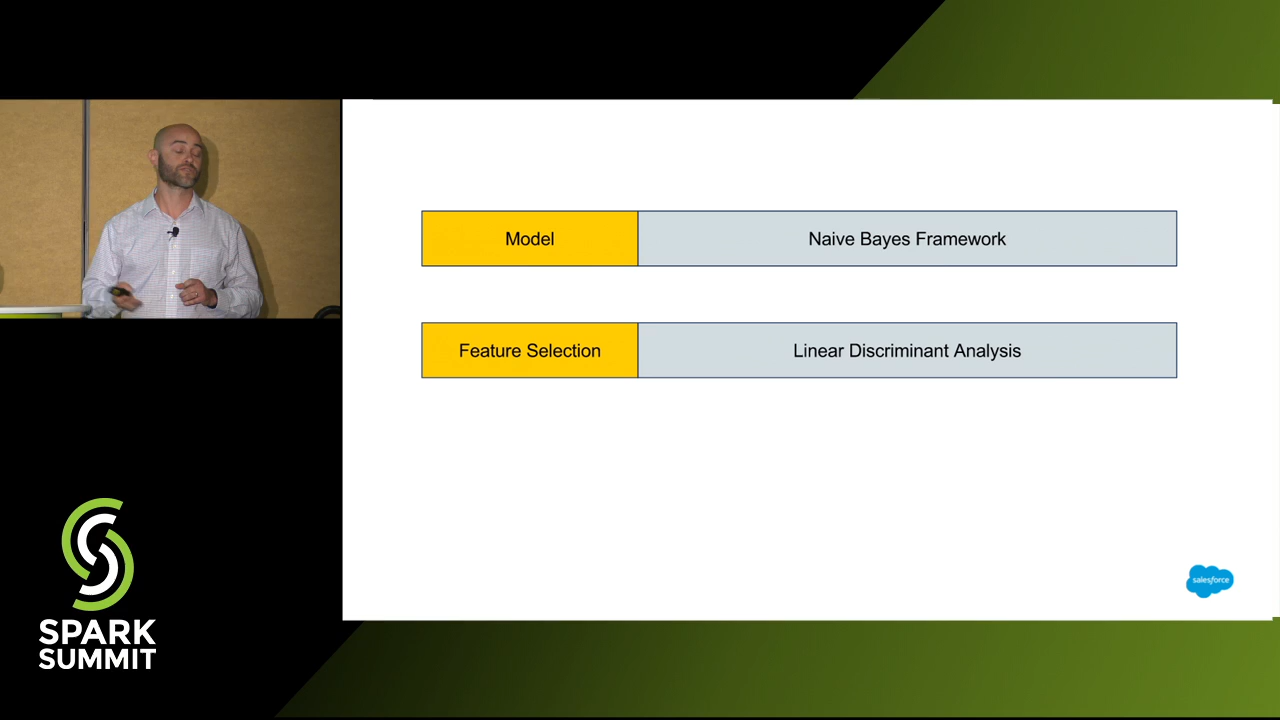 Model
Naive Bayes Framework
Feature Selection
Linear Discriminant Analysis
salesforce
SPARK
SUMMIT